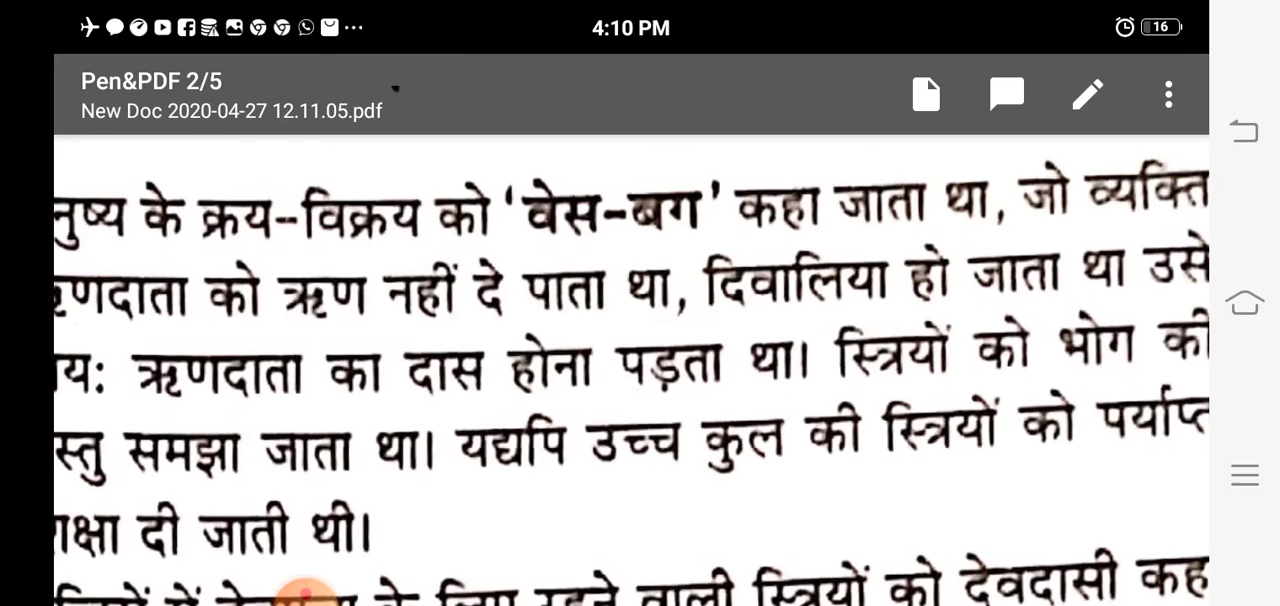 4:10 PM
16
Pen&PDF 2/5
New Doc 2020-04-27 12.11.05.pdf
नुष्य के क्रय-विक्रय को 'वेस-बग' कहा जाता था, जो व्यक्ति
ऋणदाता को ऋण नहीं दे पाता था, दिवालिया हो जाता था उसे
यः ऋणदाता का दास होना पड़ता था। स्त्रियों को भोग की
स्तु समझा जाता था। यद्यपि उच्च कुल की स्त्रियों को पर्याप्त
क्षा दी जाती थी।
के लिए रहने वाली स्त्रियों को देवदासी कह